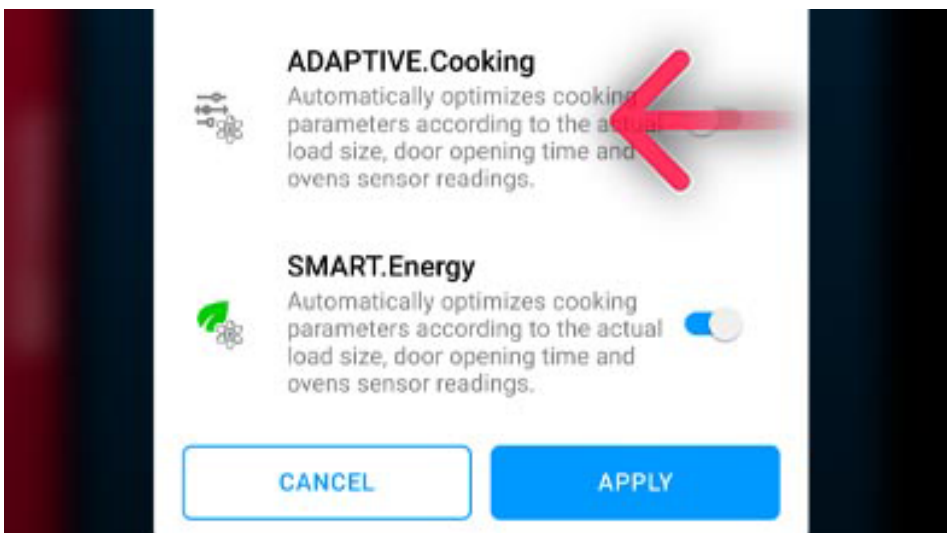 ADAPTIVE.Cooking
Automatically optimizes cooking
parameters according to the actual
load size, door opening time and
ovens sensor readings.
SMART.Energy
Automatically optimizes cooking
parameters according to the actual
load size, door opening time and
ovens sensor readings.
CANCEL
APPLY